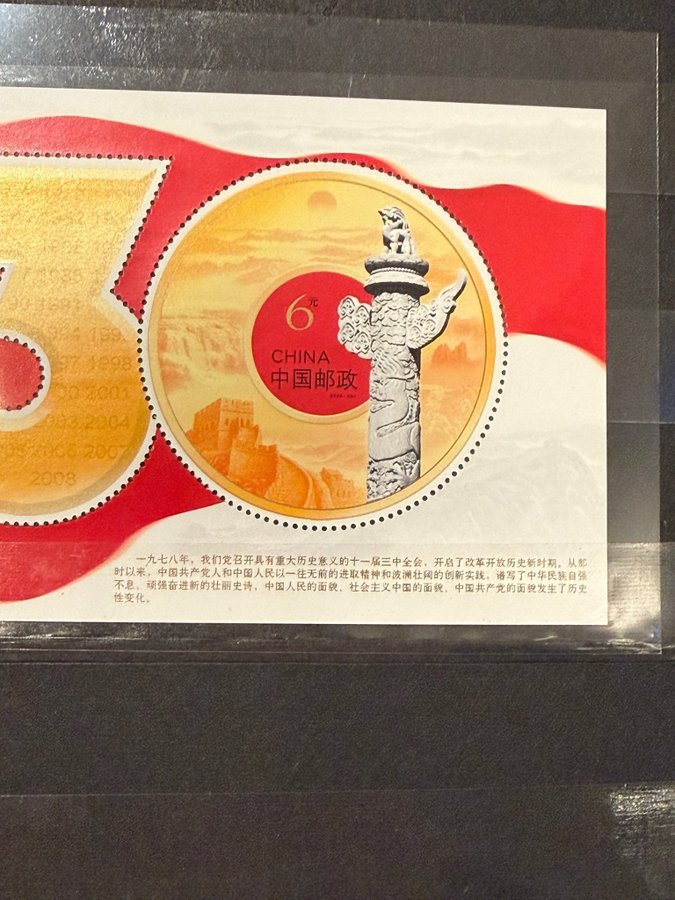 6元
CHINA
中国邮政
1998
2001
2004
2007
2008
一九七八年，我们党召开具有重大历史意义的十一届三中全会，开启了改革开放历史新时期。从那
时以来，中国共产党人和中国人民以一往无前的进取精神和波澜壮阔的创新实践，谱写了中华民族自强
不息、顽强奋进新的壮丽史诗，中国人民的面貌、社会主义中国的面貌、中国共产党的面貌发生了历史
性变化。